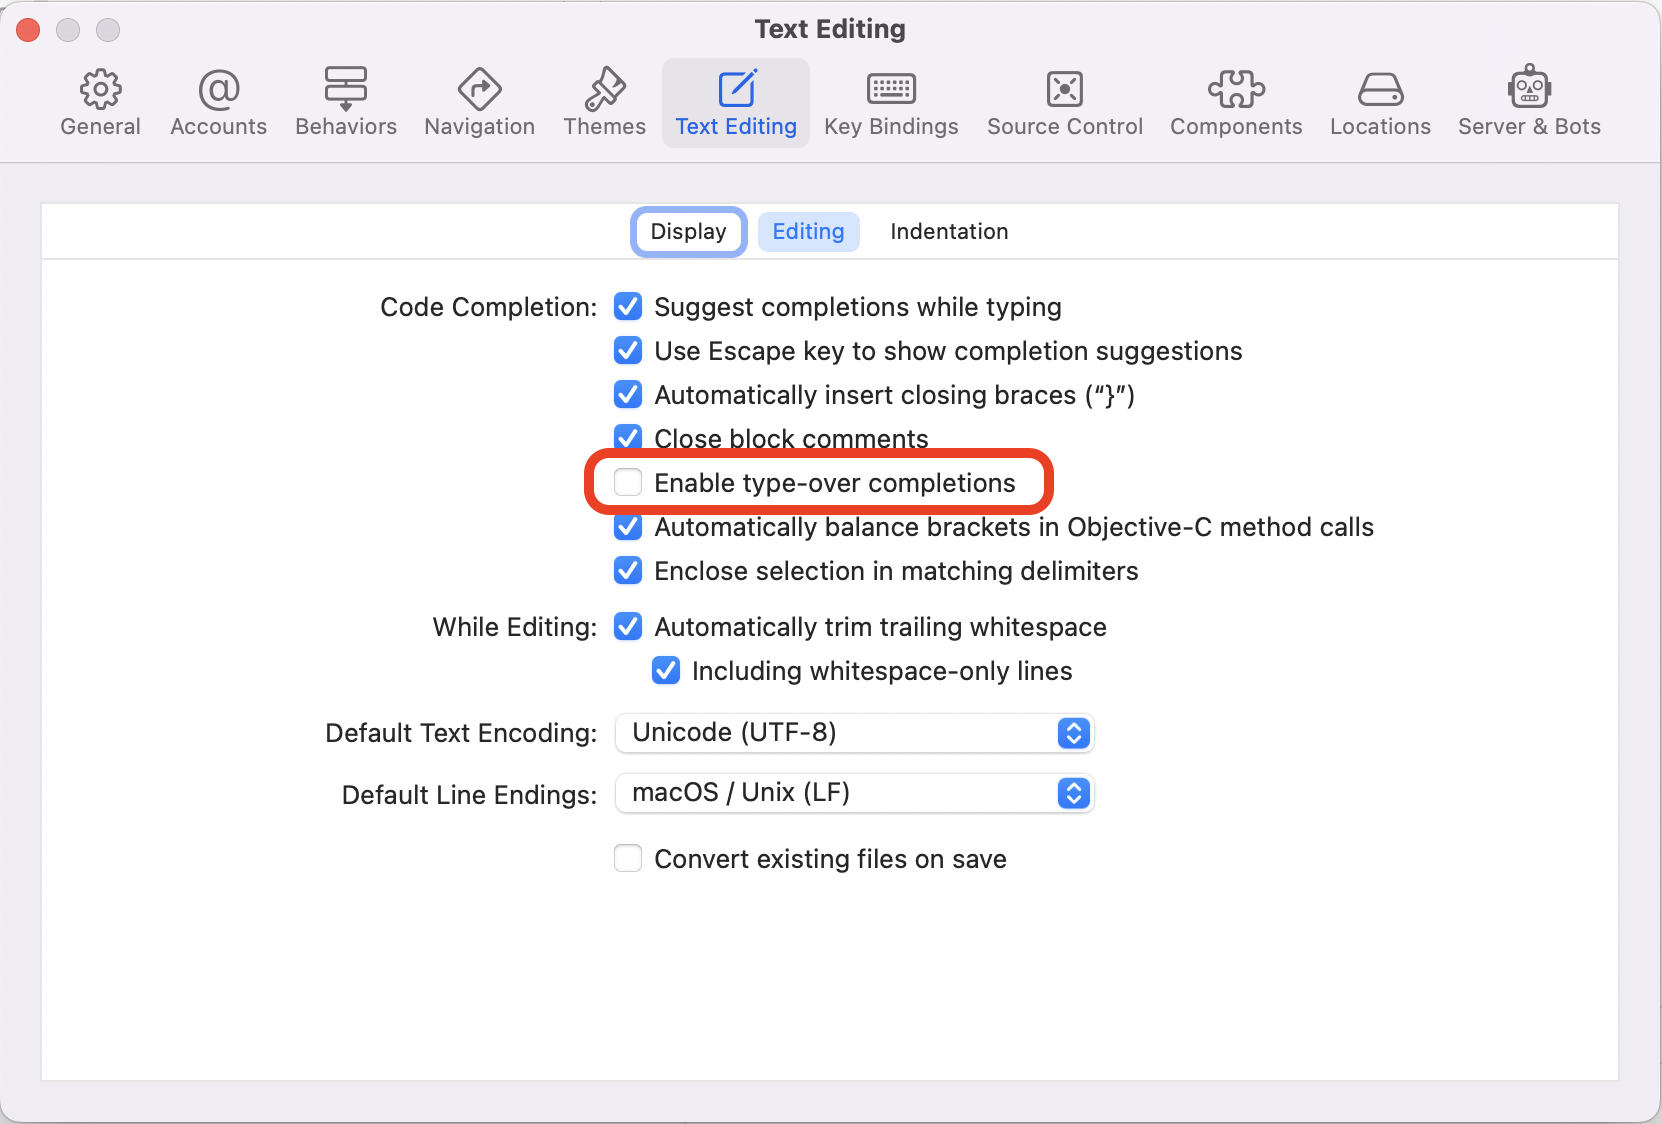 Text Editing
General Accounts Behaviors Navigation Themes Text Editing Key Bindings Source Control Components Locations Server & Bots
Display Editing Indentation
Code Completion: Suggest completions while typing
Use Escape key to show completion suggestions
Automatically insert closing braces (“}”)
Close block comments
Enable type-over completions
Automatically balance brackets in Objective-C method calls
Enclose selection in matching delimiters
While Editing: Automatically trim trailing whitespace
Including whitespace-only lines
Default Text Encoding: Unicode (UTF-8)
Default Line Endings: macOS / Unix (LF)
Convert existing files on save